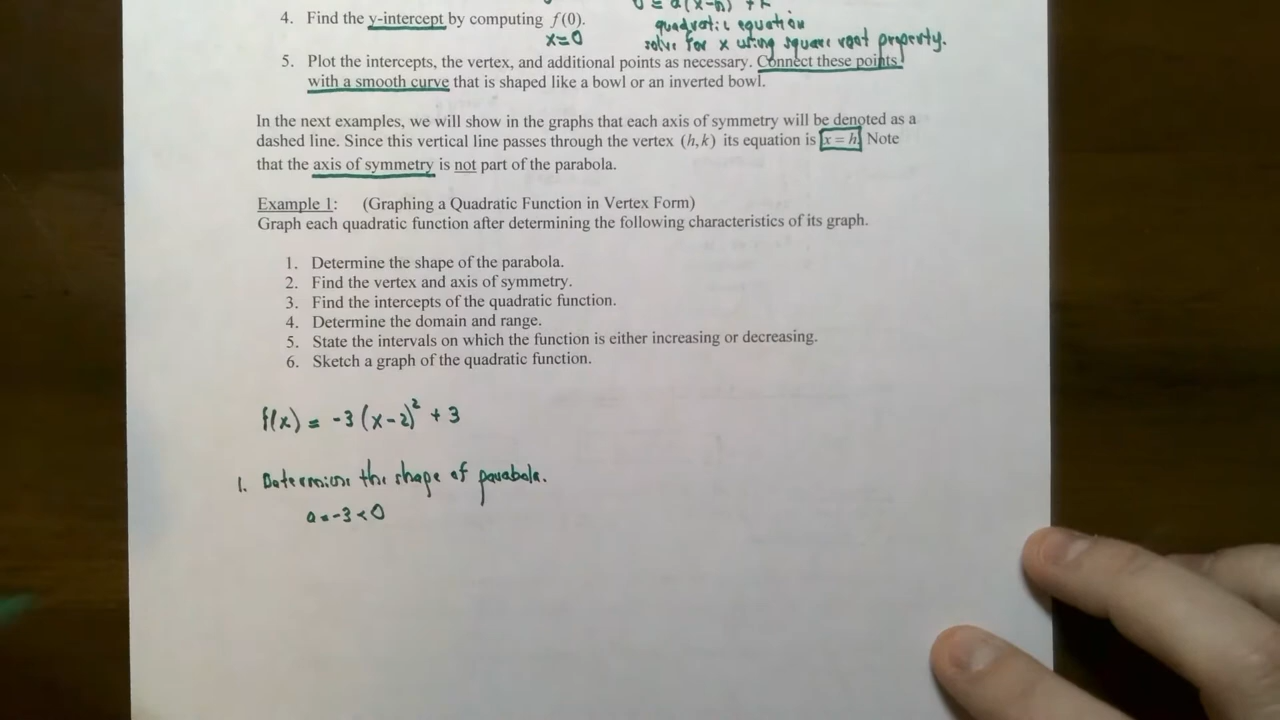 0 = a(x-h)² + k
4. Find the y-intercept by computing f(0).
quadratic equation
x=0
solve for x using square root property.
5. Plot the intercepts, the vertex, and additional points as necessary. Connect these points
with a smooth curve that is shaped like a bowl or an inverted bowl.
In the next examples, we will show in the graphs that each axis of symmetry will be denoted as a
dashed line. Since this vertical line passes through the vertex (h,k) its equation is x = h. Note
that the axis of symmetry is not part of the parabola.
Example 1: (Graphing a Quadratic Function in Vertex Form)
Graph each quadratic function after determining the following characteristics of its graph.
1. Determine the shape of the parabola.
2. Find the vertex and axis of symmetry.
3. Find the intercepts of the quadratic function.
4. Determine the domain and range.
5. State the intervals on which the function is either increasing or decreasing.
6. Sketch a graph of the quadratic function.
f(x) = -3(x-2)² + 3
1. Determine the shape of parabola.
a = -3 < 0